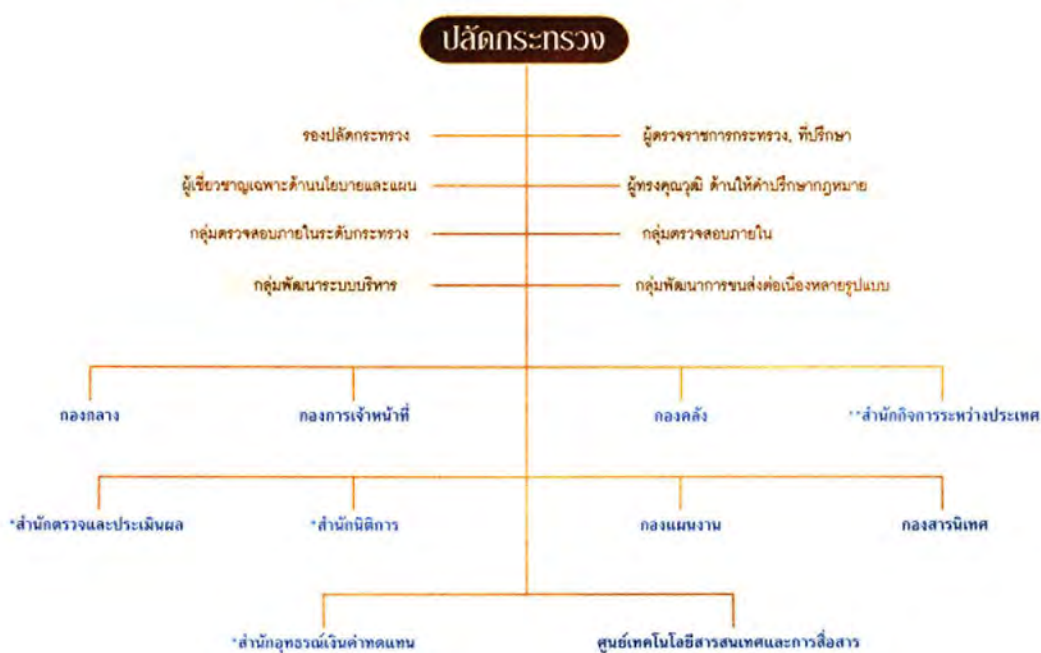 ปลัดกระทรวง
รองปลัดกระทรวง
ผู้ตรวจราชการกระทรวง, ที่ปรึกษา
ผู้เชี่ยวชาญเฉพาะด้านนโยบายและแผน
ผู้ทรงคุณวุฒิ ด้านให้คำปรึกษากฎหมาย
กลุ่มตรวจสอบภายในระดับกระทรวง
กลุ่มตรวจสอบภายใน
กลุ่มพัฒนาระบบบริหาร
กลุ่มพัฒนาการขนส่งต่อเนื่องหลายรูปแบบ
กองกลาง
กองการเจ้าหน้าที่
กองคลัง
**สำนักกิจการระหว่างประเทศ
*สำนักตรวจและประเมินผล
*สำนักนิติการ
กองแผนงาน
กองสารนิเทศ
*สำนักอุทธรณ์เงินค่าทดแทน
ศูนย์เทคโนโลยีสารสนเทศและการสื่อสาร